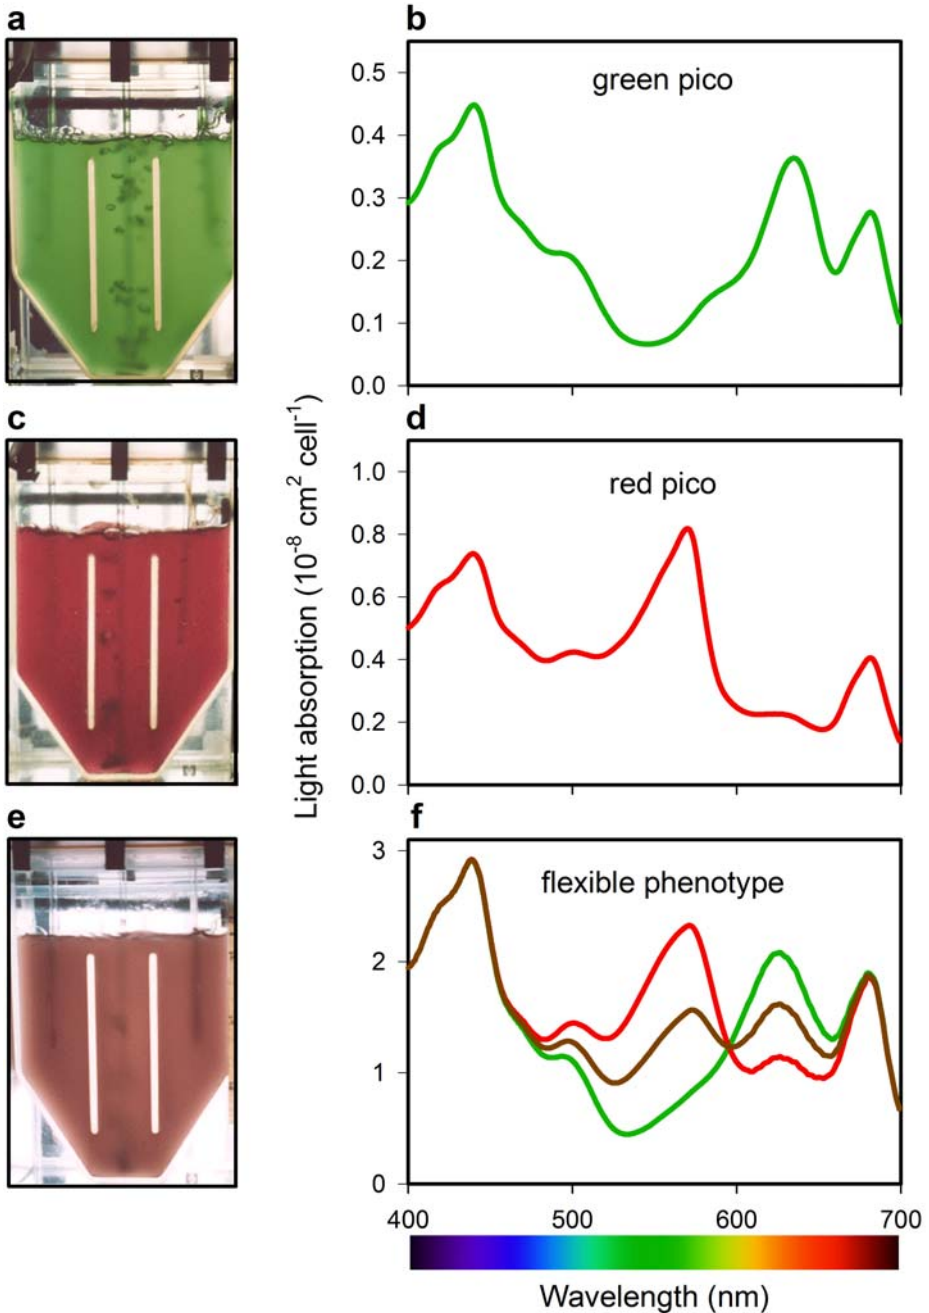 a
b
green pico
0.5
0.4
0.3
0.2
0.1
0.0
c
d
red pico
1.0
0.8
0.6
0.4
0.2
0.0
Light absorption (10⁻⁸ cm² cell⁻¹)
e
f
flexible phenotype
3
2
1
0
400 500 600 700
Wavelength (nm)